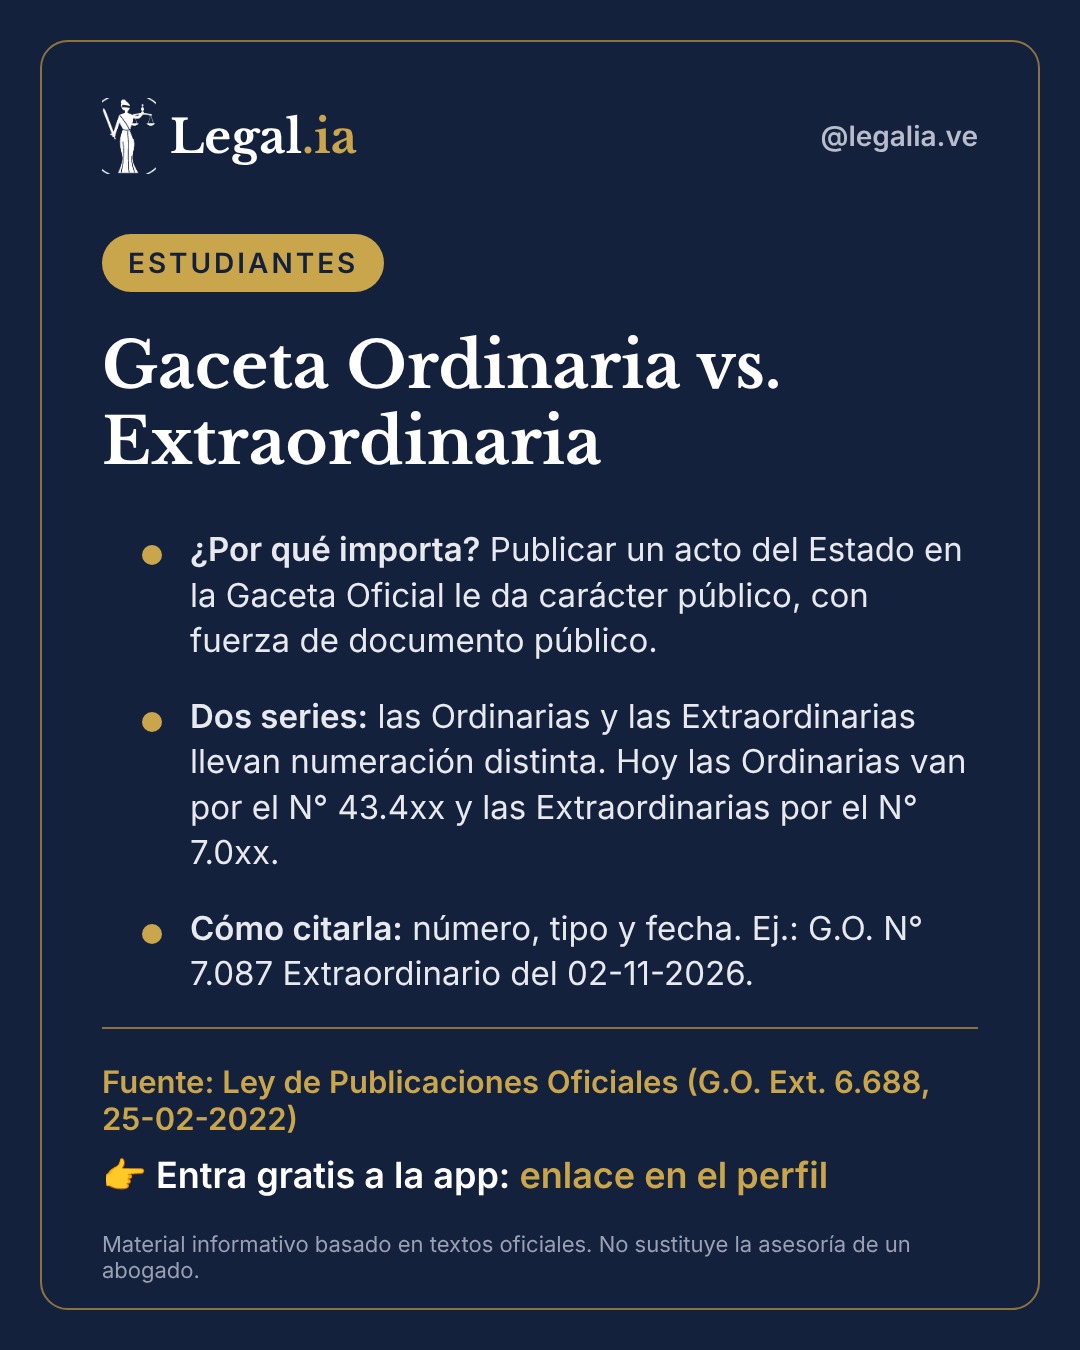 Legal.ia
@legalia.ve
ESTUDIANTES
Gaceta Ordinaria vs.
Extraordinaria
¿Por qué importa? Publicar un acto del Estado en
la Gaceta Oficial le da carácter público, con
fuerza de documento público.
Dos series: las Ordinarias y las Extraordinarias
llevan numeración distinta. Hoy las Ordinarias van
por el N° 43.4xx y las Extraordinarias por el N°
7.0xx.
Cómo citarla: número, tipo y fecha. Ej.: G.O. N°
7.087 Extraordinario del 02-11-2026.
Fuente: Ley de Publicaciones Oficiales (G.O. Ext. 6.688,
25-02-2022)
👉 Entra gratis a la app: enlace en el perfil
Material informativo basado en textos oficiales. No sustituye la asesoría de un
abogado.